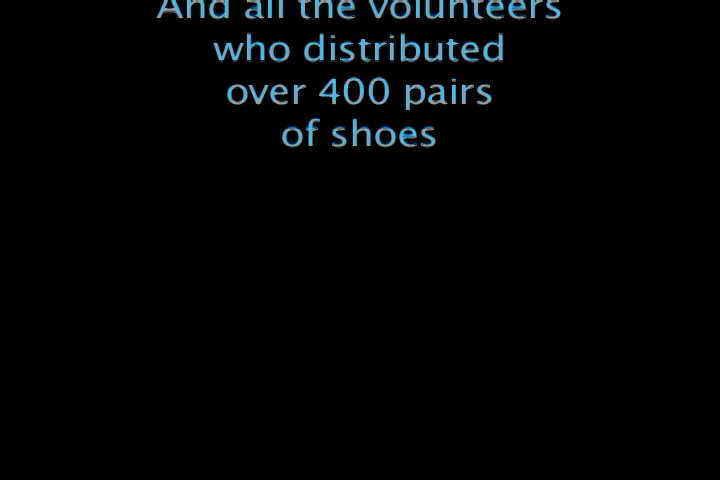 And all the volunteers
who distributed
over 400 pairs
of shoes